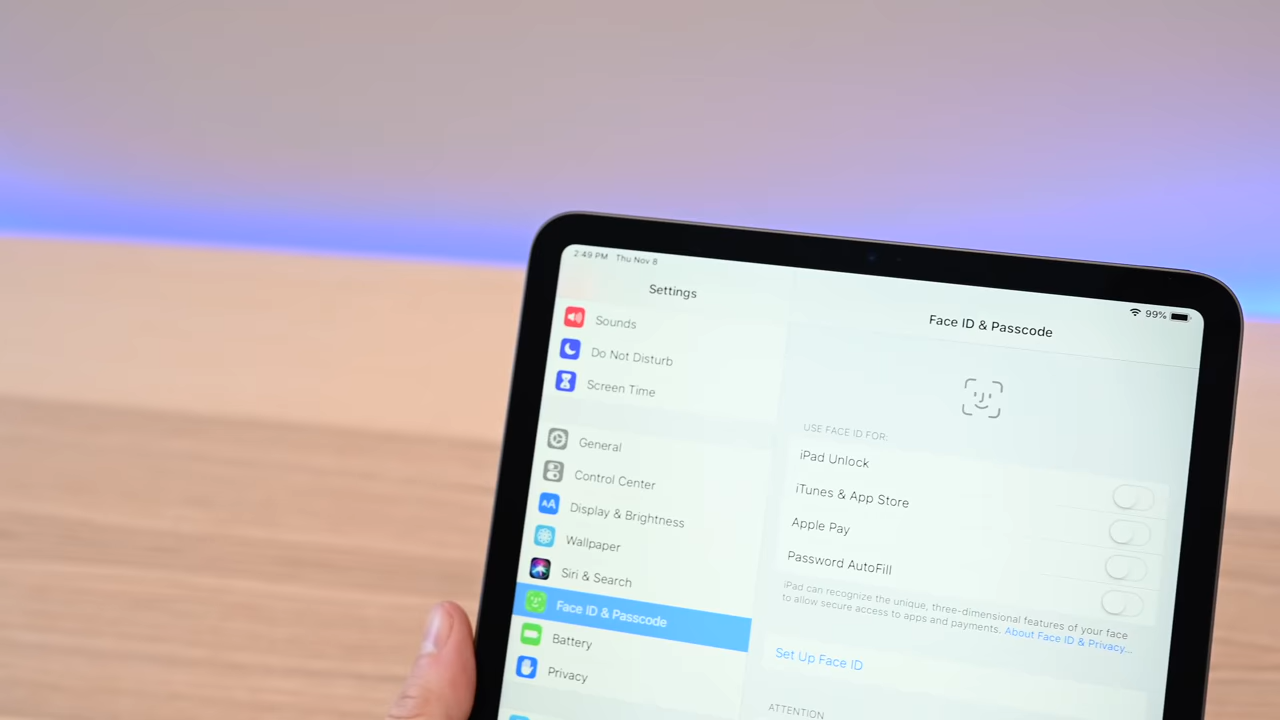 2:49 PM Thu Nov 8
99%
Settings
Sounds
Do Not Disturb
Screen Time
General
Control Center
AA
Display & Brightness
Wallpaper
Siri & Search
Face ID & Passcode
Battery
Privacy
Face ID & Passcode
USE FACE ID FOR:
iPad Unlock
iTunes & App Store
Apple Pay
Password AutoFill
iPad can recognize the unique, three-dimensional features of your face
to allow secure access to apps and payments. About Face ID & Privacy...
Set Up Face ID
ATTENTION